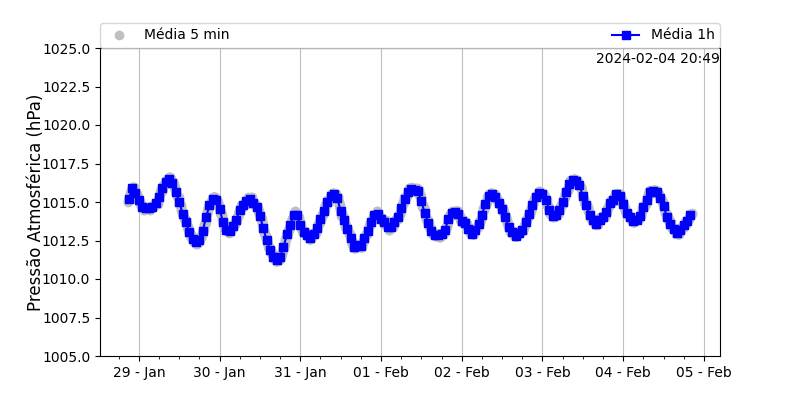 Média 5 min
Média 1h
2024-02-04 20:49
Pressão Atmosférica (hPa)
1025.0
1022.5
1020.0
1017.5
1015.0
1012.5
1010.0
1007.5
1005.0
29 - Jan
30 - Jan
31 - Jan
01 - Feb
02 - Feb
03 - Feb
04 - Feb
05 - Feb